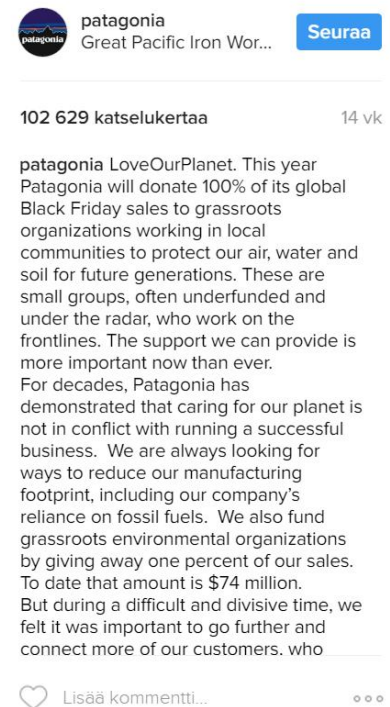 patagonia
patagonia
Great Pacific Iron Wor...
Seuraa
102 629 katselukertaa
14 vk
patagonia LoveOurPlanet. This year
Patagonia will donate 100% of its global
Black Friday sales to grassroots
organizations working in local
communities to protect our air, water and
soil for future generations. These are
small groups, often underfunded and
under the radar, who work on the
frontlines. The support we can provide is
more important now than ever.
For decades, Patagonia has
demonstrated that caring for our planet is
not in conflict with running a successful
business.  We are always looking for
ways to reduce our manufacturing
footprint, including our company’s
reliance on fossil fuels.  We also fund
grassroots environmental organizations
by giving away one percent of our sales.
To date that amount is $74 million.
But during a difficult and divisive time, we
felt it was important to go further and
connect more of our customers, who
Lisää kommentti...